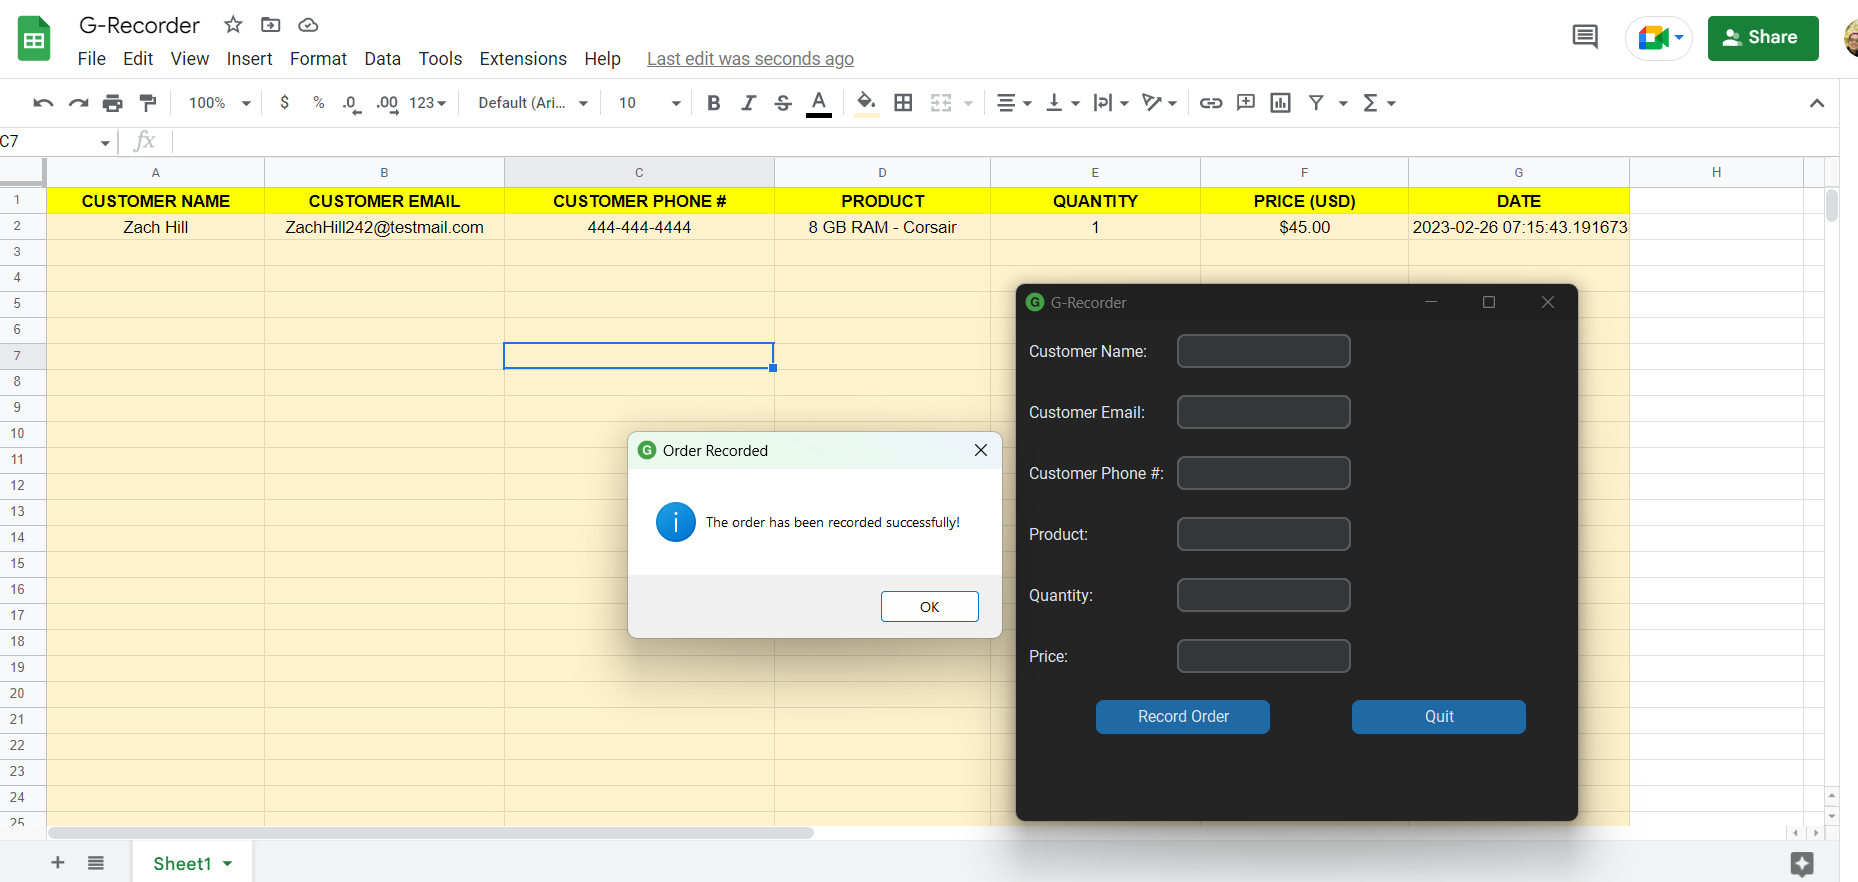 G-Recorder
File Edit View Insert Format Data Tools Extensions Help Last edit was seconds ago
Share
100% $ % .0 .00 123 Default (Ari... 10 B I S A
C7 fx
A B C D E F G H
1 CUSTOMER NAME CUSTOMER EMAIL CUSTOMER PHONE # PRODUCT QUANTITY PRICE (USD) DATE
2 Zach Hill ZachHill242@testmail.com 444-444-4444 8 GB RAM - Corsair 1 $45.00 2023-02-26 07:15:43.191673
3
4
5
6
7
8
9
10
11
12
13
14
15
16
17
18
19
20
21
22
23
24
25
G Order Recorded
The order has been recorded successfully!
OK
G G-Recorder
Customer Name:
Customer Email:
Customer Phone #:
Product:
Quantity:
Price:
Record Order Quit
Sheet1